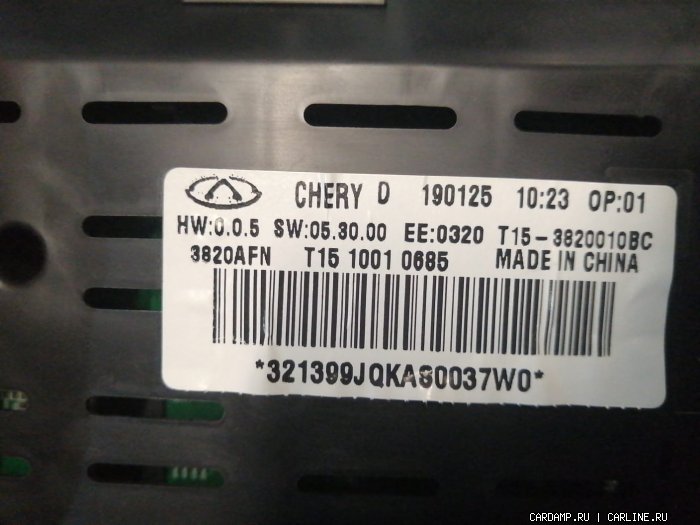 CHERY D 190125 10:23 OP:01
HW:0.0.5 SW:05.30.00 EE:0320 T15-3820010BC
3820AFN T15 1001 0685 MADE IN CHINA
*321399JQKAS0037W0*
CARDAMP.RU | CARLINE.RU